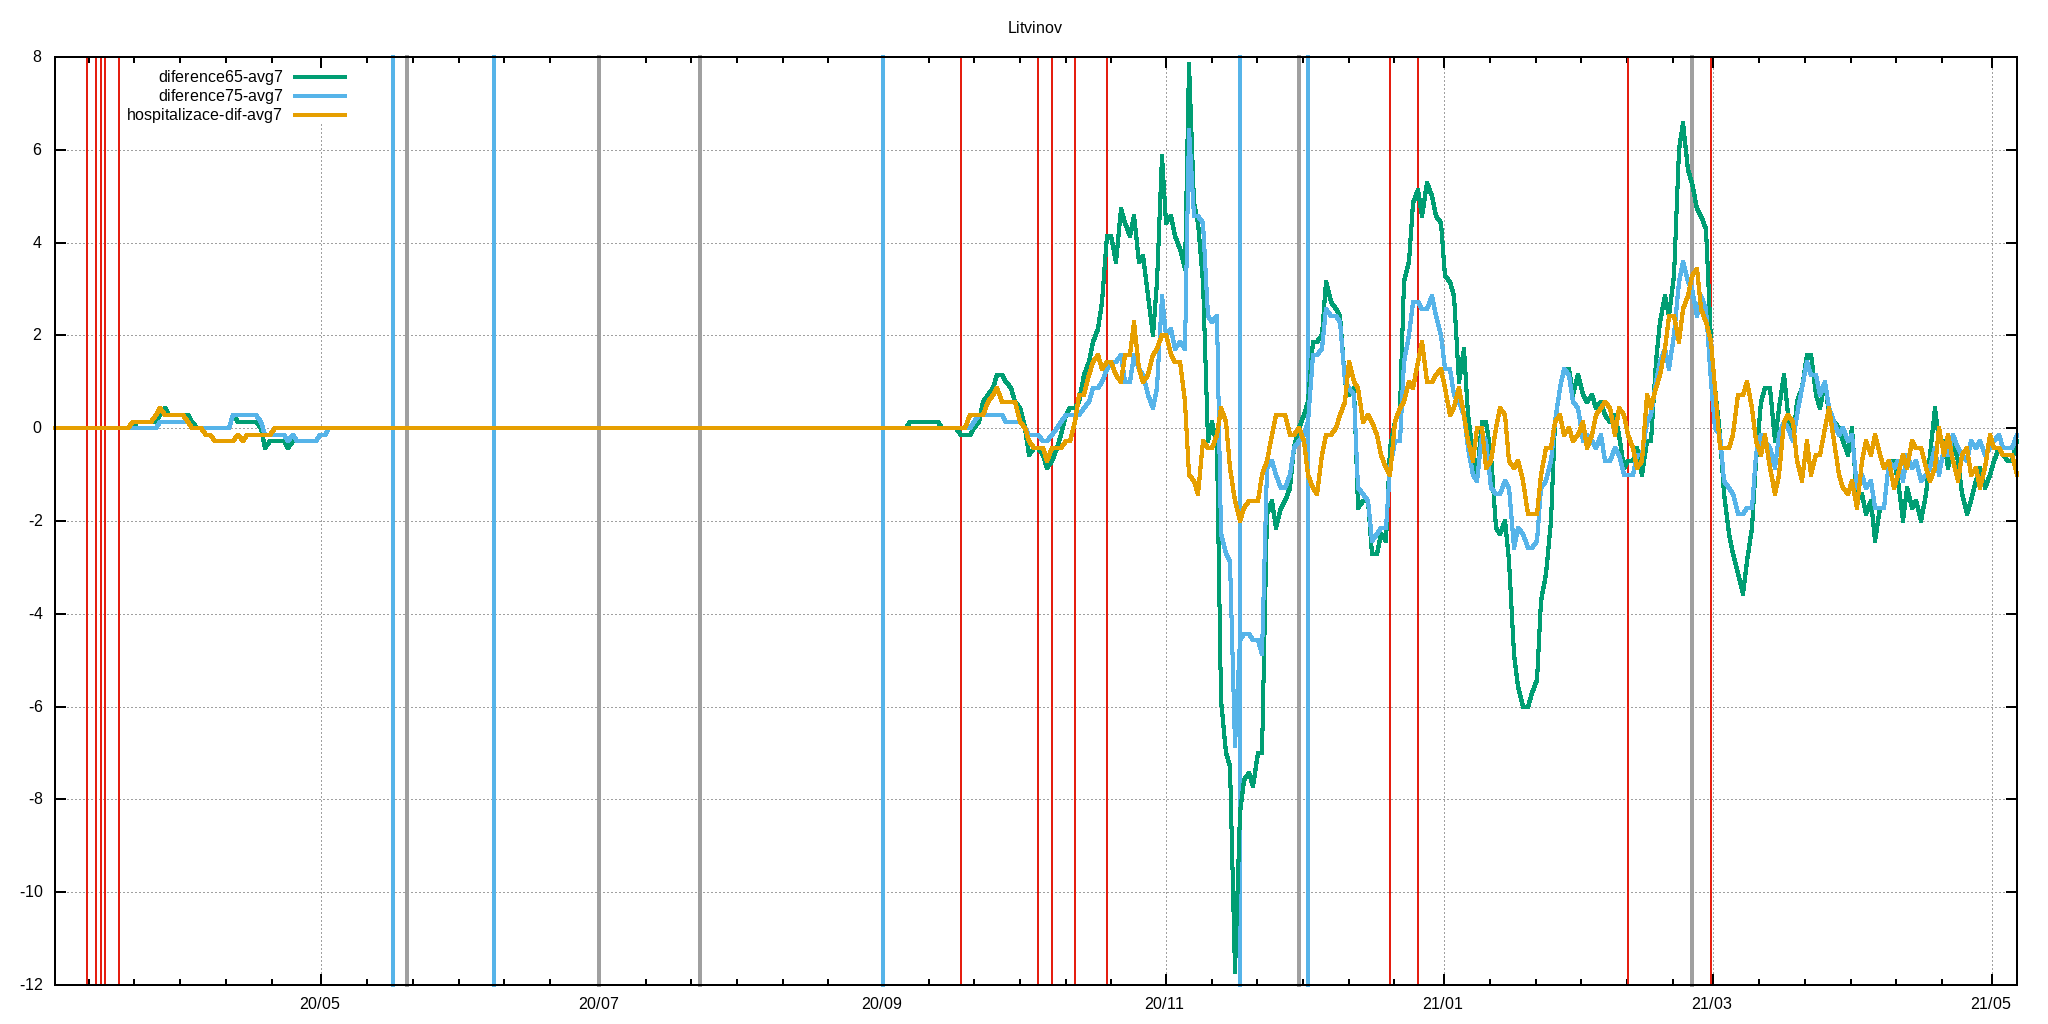 Litvinov
diference65-avg7
diference75-avg7
hospitalizace-dif-avg7
8
6
4
2
0
-2
-4
-6
-8
-10
-12
20/05 20/07 20/09 20/11 21/01 21/03 21/05